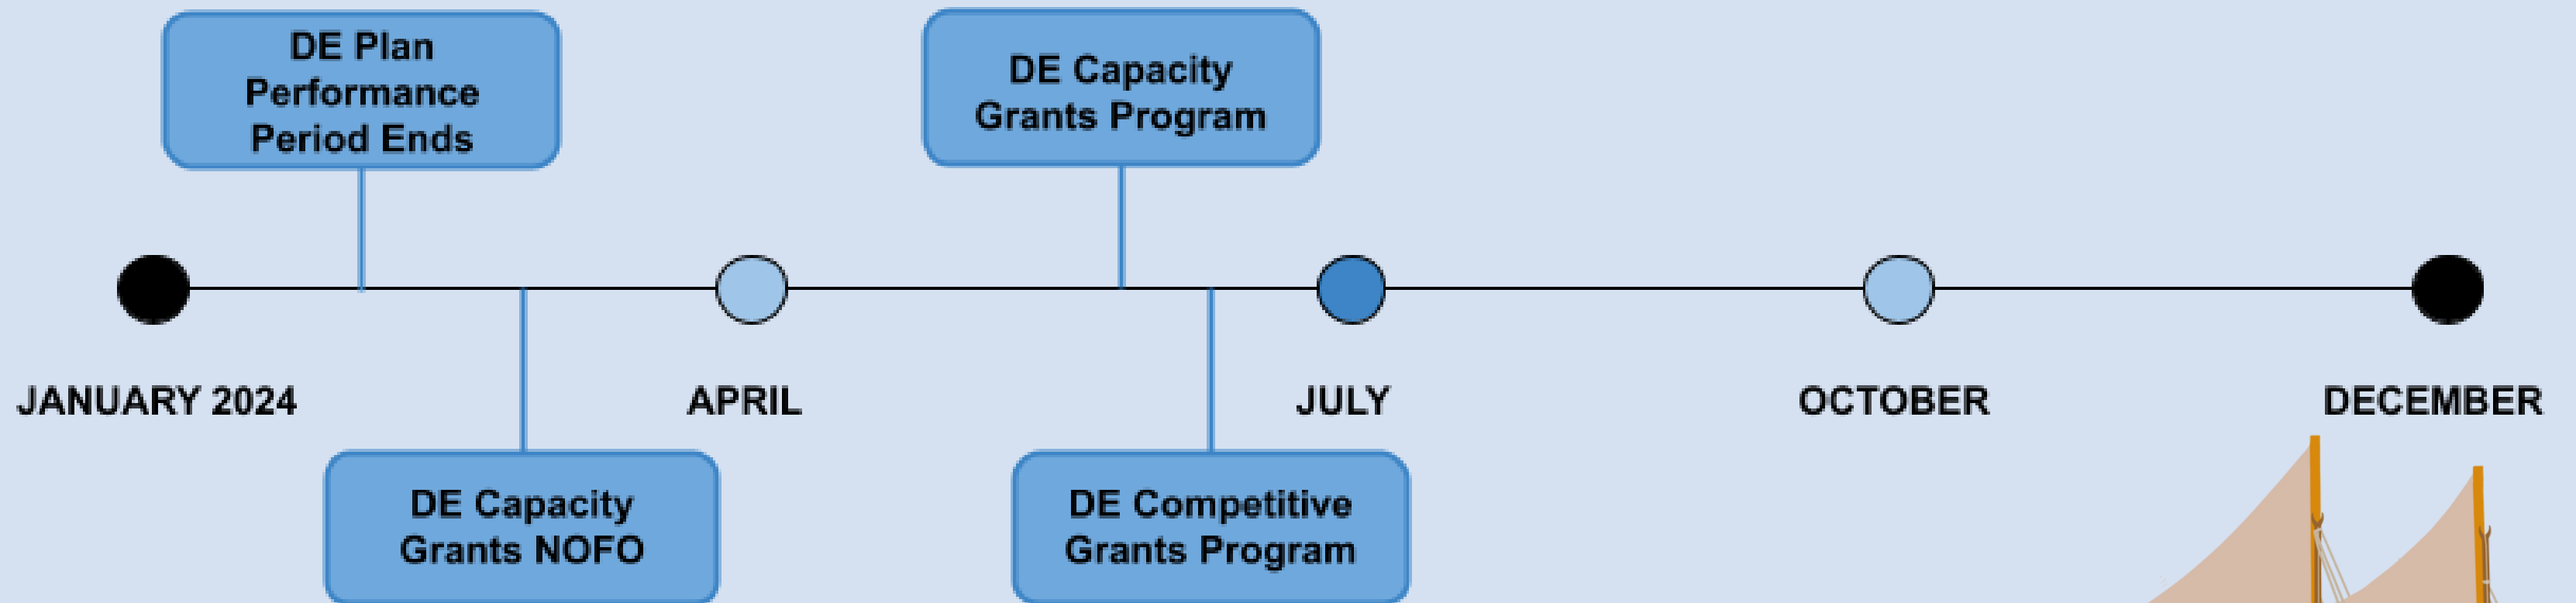 DE Plan
Performance
Period Ends
DE Capacity
Grants Program
JANUARY 2024
APRIL
JULY
OCTOBER
DECEMBER
DE Capacity
Grants NOFO
DE Competitive
Grants Program